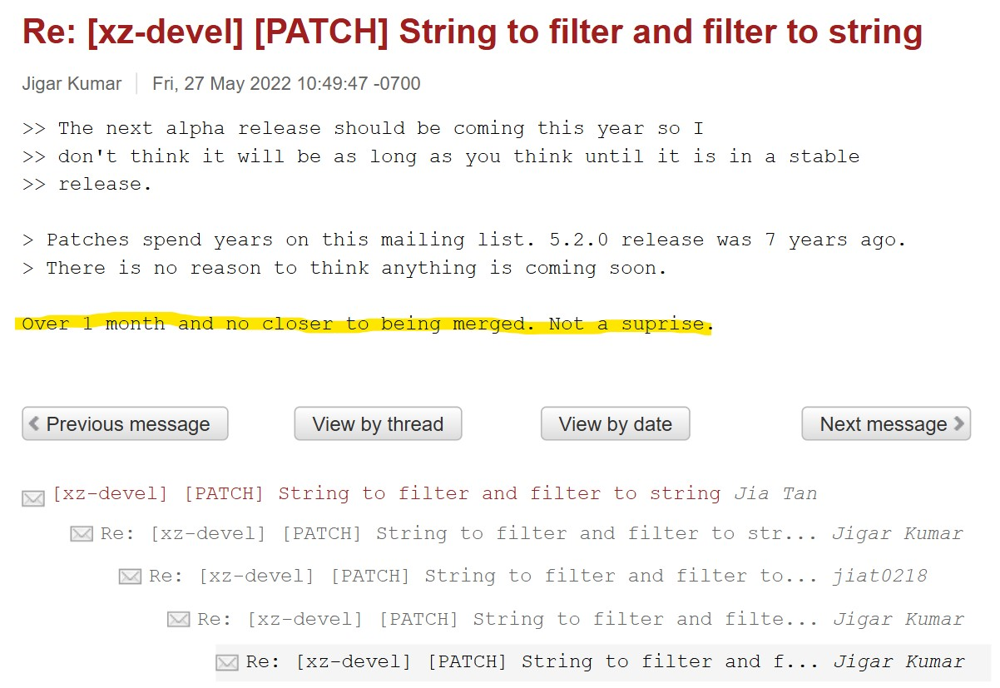 Re: [xz-devel] [PATCH] String to filter and filter to string
Jigar Kumar | Fri, 27 May 2022 10:49:47 -0700
>> The next alpha release should be coming this year so I
>> don't think it will be as long as you think until it is in a stable
>> release.
> Patches spend years on this mailing list. 5.2.0 release was 7 years ago.
> There is no reason to think anything is coming soon.
Over 1 month and no closer to being merged. Not a suprise.
Previous message View by thread View by date Next message
[xz-devel] [PATCH] String to filter and filter to string Jia Tan
Re: [xz-devel] [PATCH] String to filter and filter to str... Jigar Kumar
Re: [xz-devel] [PATCH] String to filter and filter to... jiat0218
Re: [xz-devel] [PATCH] String to filter and filte... Jigar Kumar
Re: [xz-devel] [PATCH] String to filter and f... Jigar Kumar